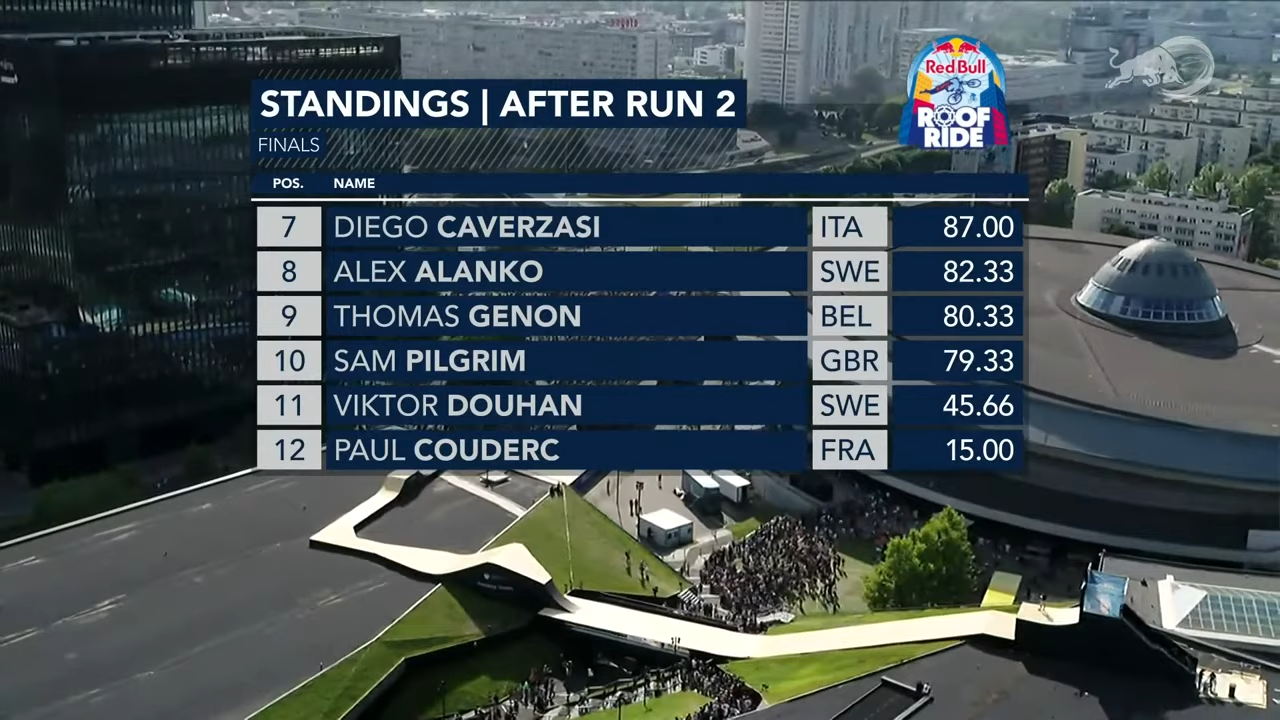 STANDINGS | AFTER RUN 2
FINALS
Red Bull
ROOF
RIDE
POS. NAME
7 DIEGO CAVERZASI ITA 87.00
8 ALEX ALANKO SWE 82.33
9 THOMAS GENON BEL 80.33
10 SAM PILGRIM GBR 79.33
11 VIKTOR DOUHAN SWE 45.66
12 PAUL COUDERC FRA 15.00